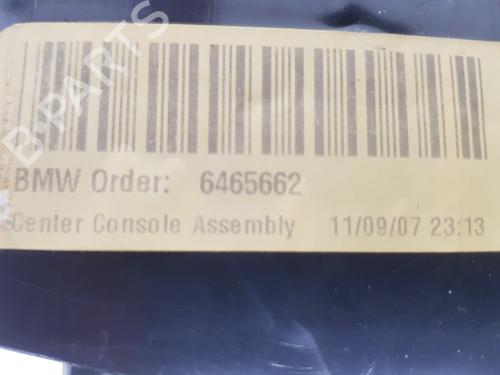 B-PARTS
BMW Order: 6465662
Center Console Assembly 11/09/07 23:13